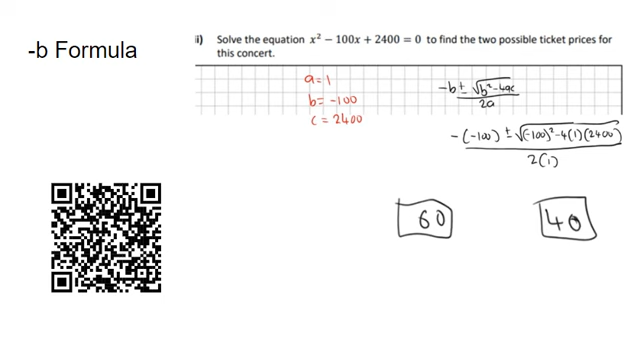 -b Formula
ii) Solve the equation x² − 100x + 2400 = 0 to find the two possible ticket prices for
this concert.
a = 1
b = -100
c = 2400
-b ± √b²-4ac
2a
-(-100) ± √(-100)²-4(1)(2400)
2(1)
60
40